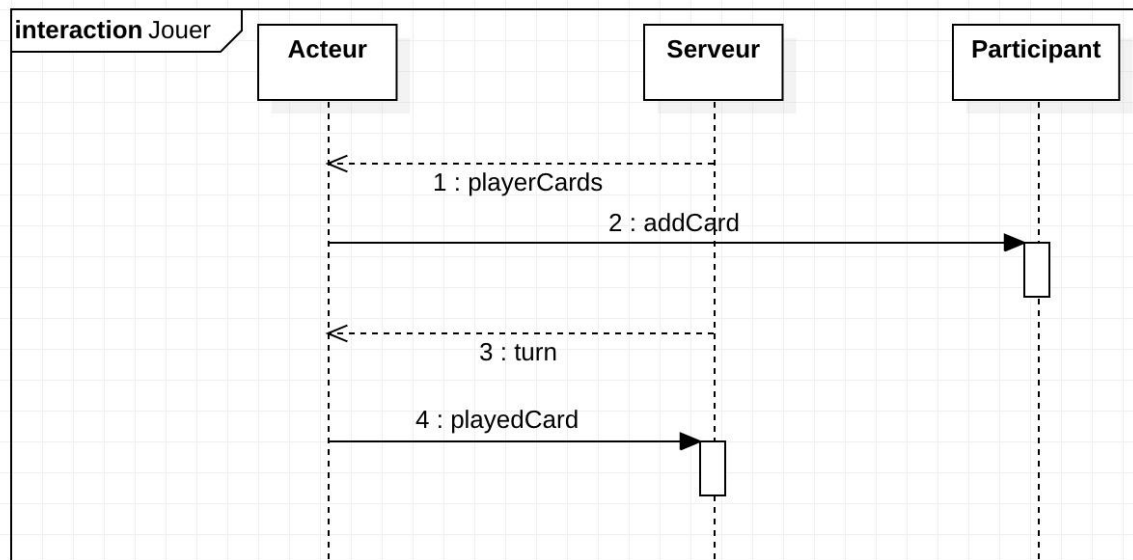 interaction Jouer
Acteur
Serveur
Participant
1 : playerCards
2 : addCard
3 : turn
4 : playedCard